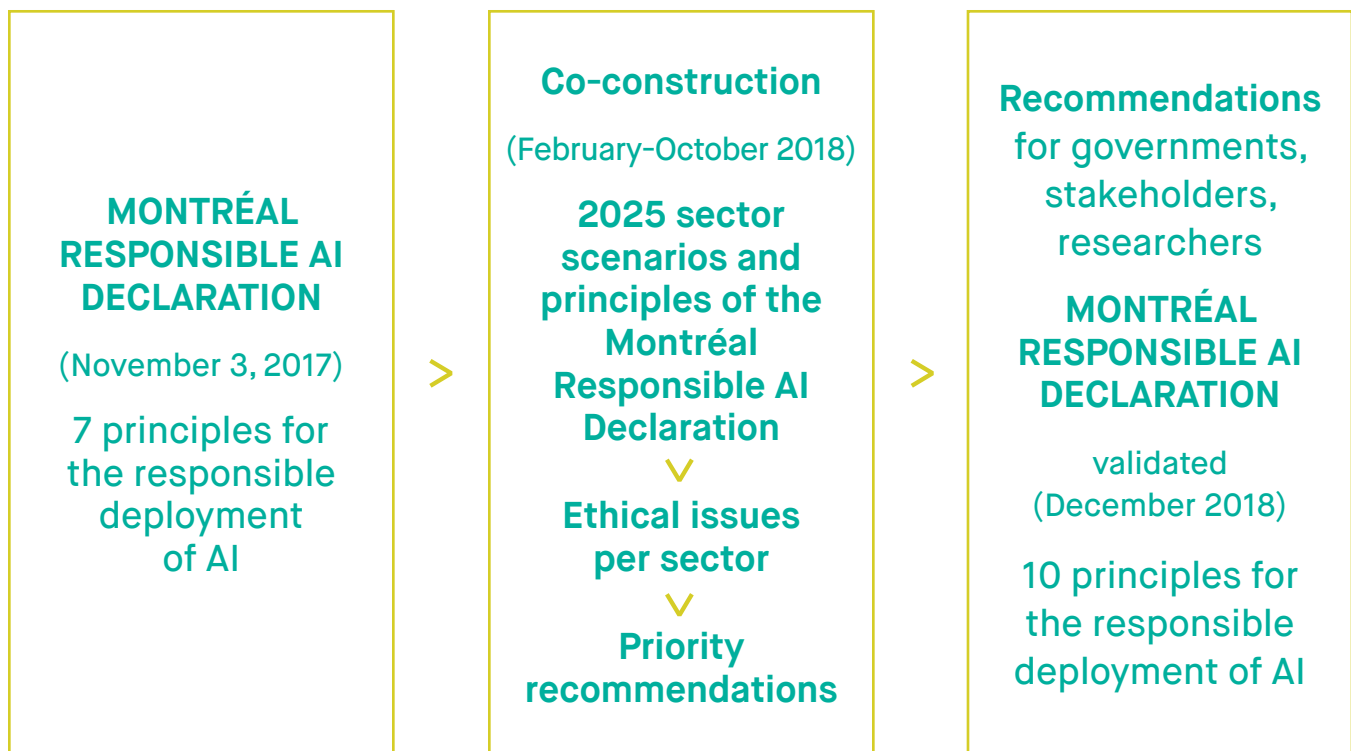 MONTRÉAL
RESPONSIBLE AI
DECLARATION
(November 3, 2017)
7 principles for
the responsible
deployment
of AI
>
Co-construction
(February-October 2018)
2025 sector
scenarios and
principles of the
Montréal
Responsible AI
Declaration
>
Ethical issues
per sector
>
Priority
recommendations
>
Recommendations
for governments,
stakeholders,
researchers
MONTRÉAL
RESPONSIBLE AI
DECLARATION
validated
(December 2018)
10 principles for
the responsible
deployment of AI